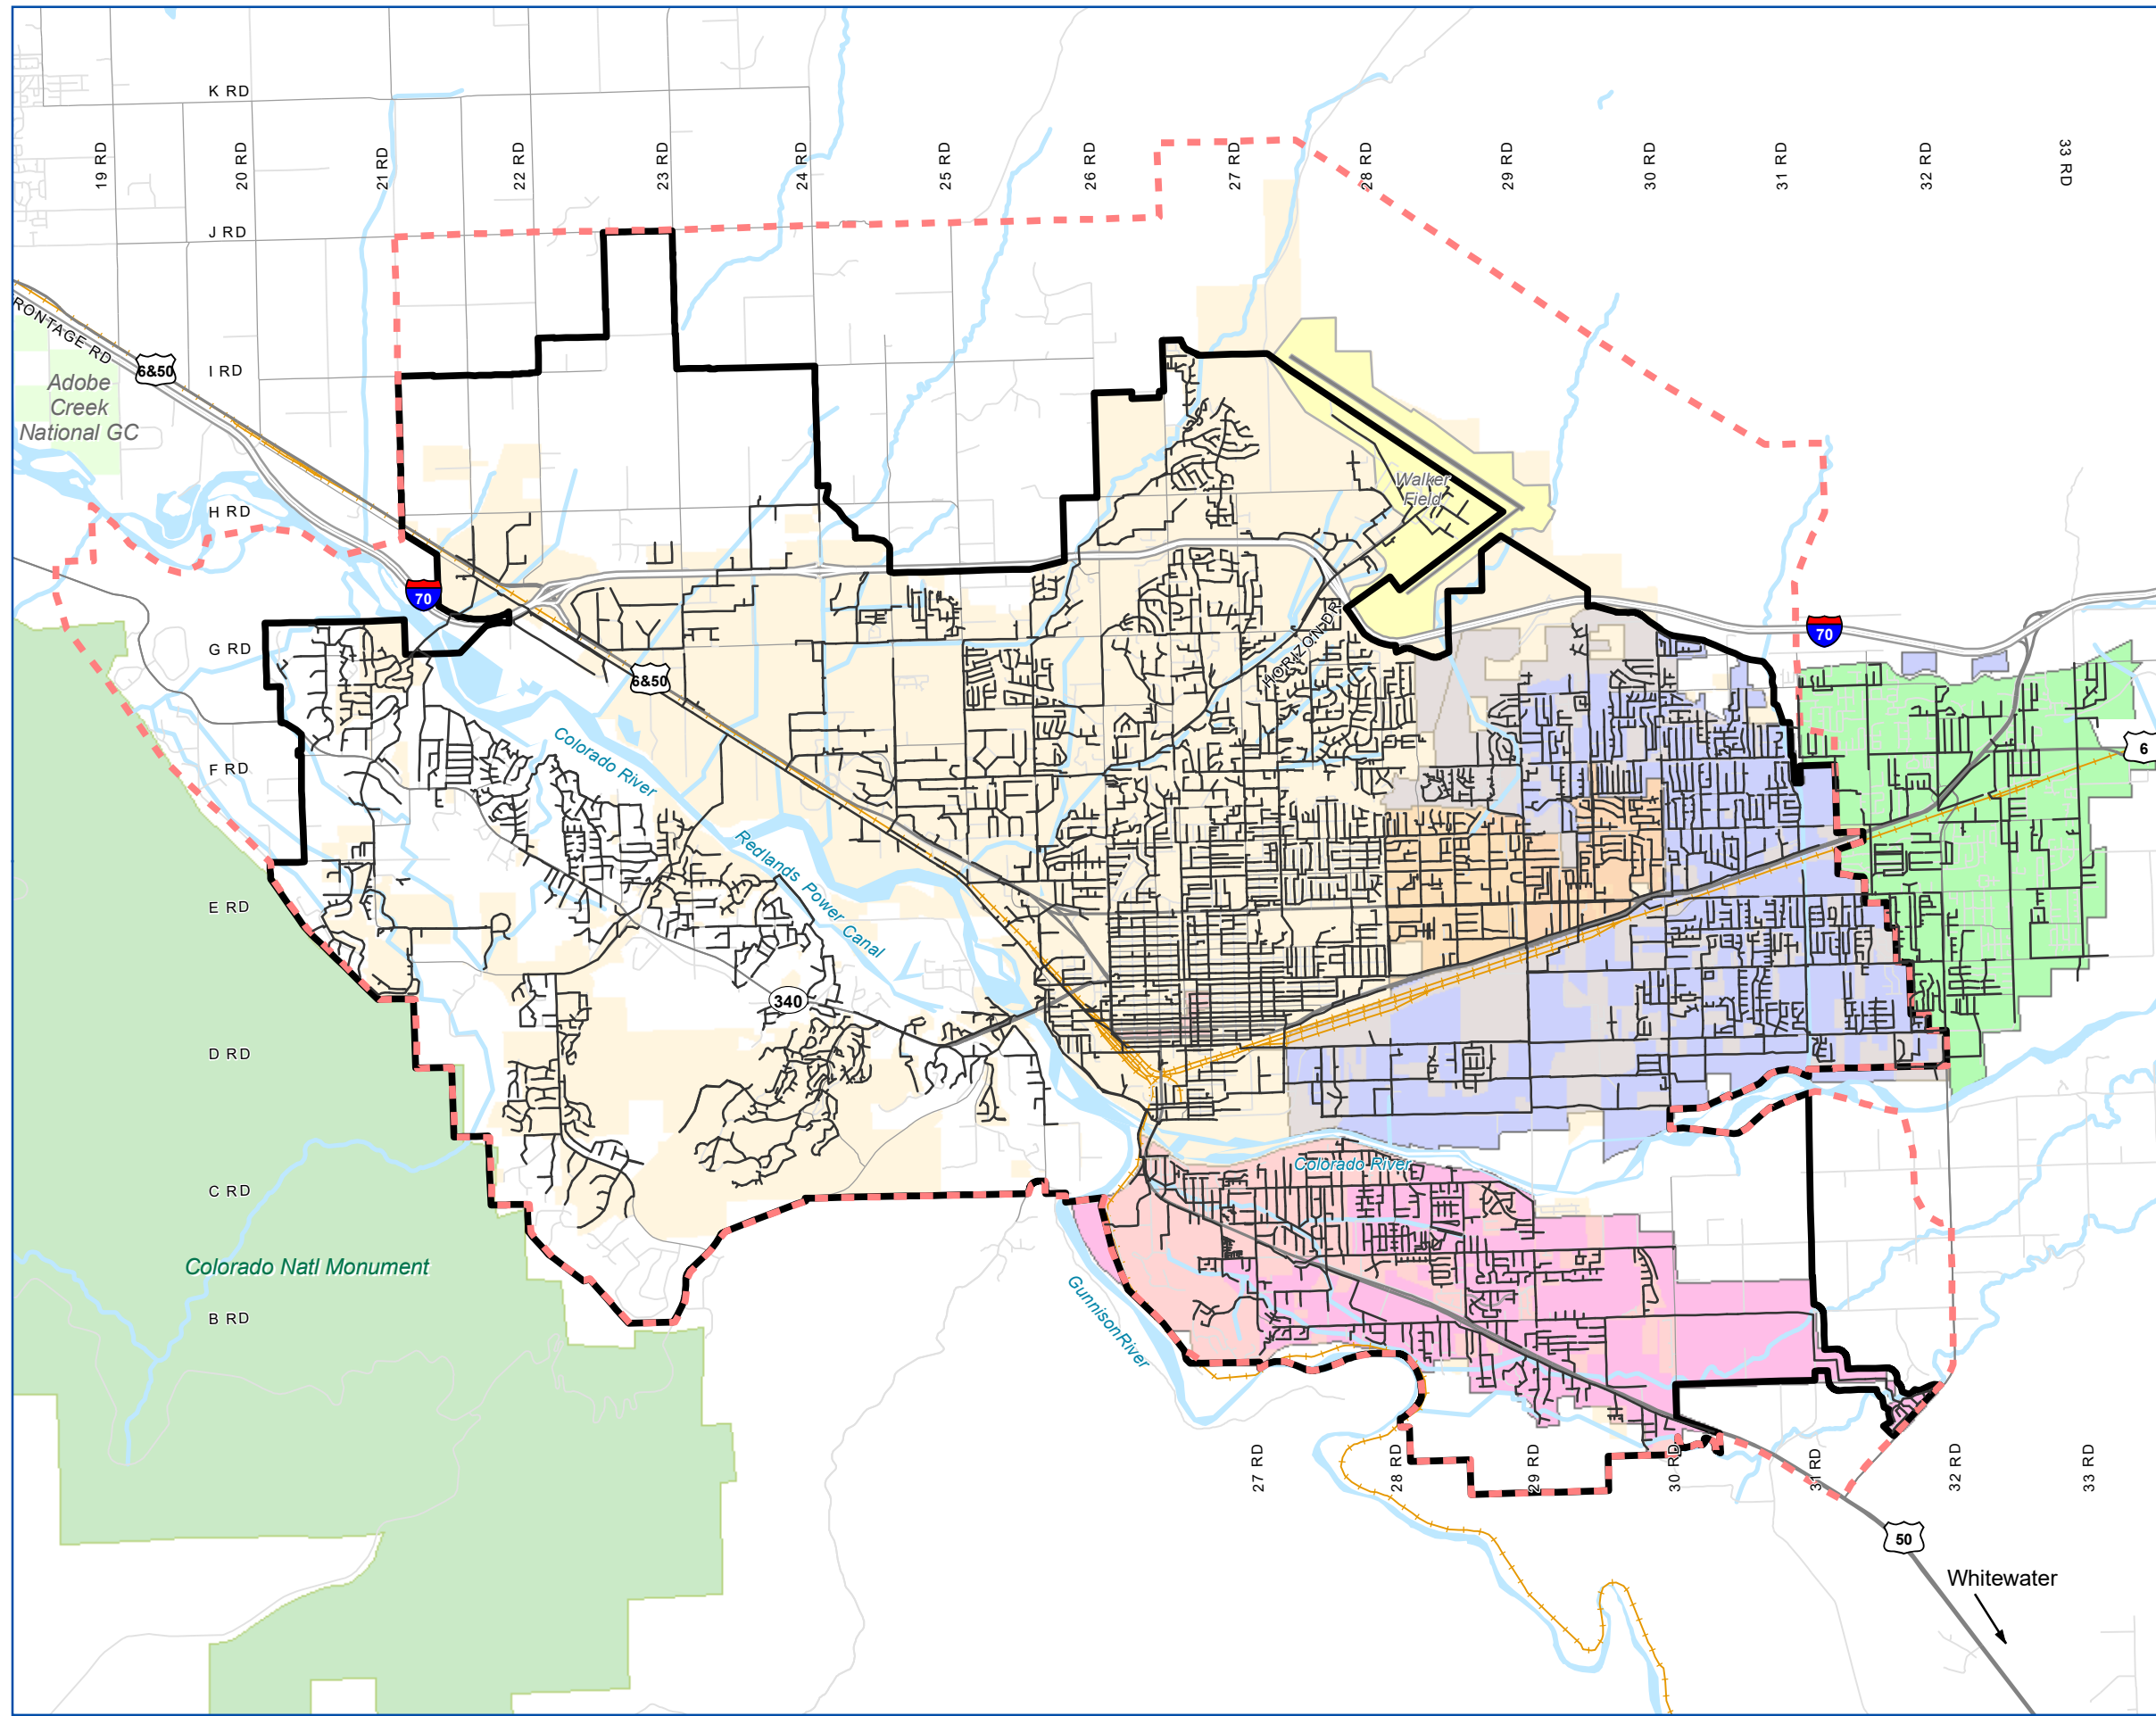 K RD
19 RD
20 RD
21 RD
22 RD
23 RD
24 RD
25 RD
26 RD
27 RD
28 RD
29 RD
30 RD
31 RD
32 RD
33 RD
J RD
RONTAGE RD
6&50
I RD
Adobe
Creek
National GC
Walker
Field
H RD
70
HORIZON DR
70
G RD
6&50
6
Colorado River
F RD
Redlands Power Canal
E RD
340
D RD
Colorado River
C RD
Colorado Natl Monument
Gunnison River
B RD
27 RD
28 RD
29 RD
30 RD
31 RD
32 RD
33 RD
50
Whitewater